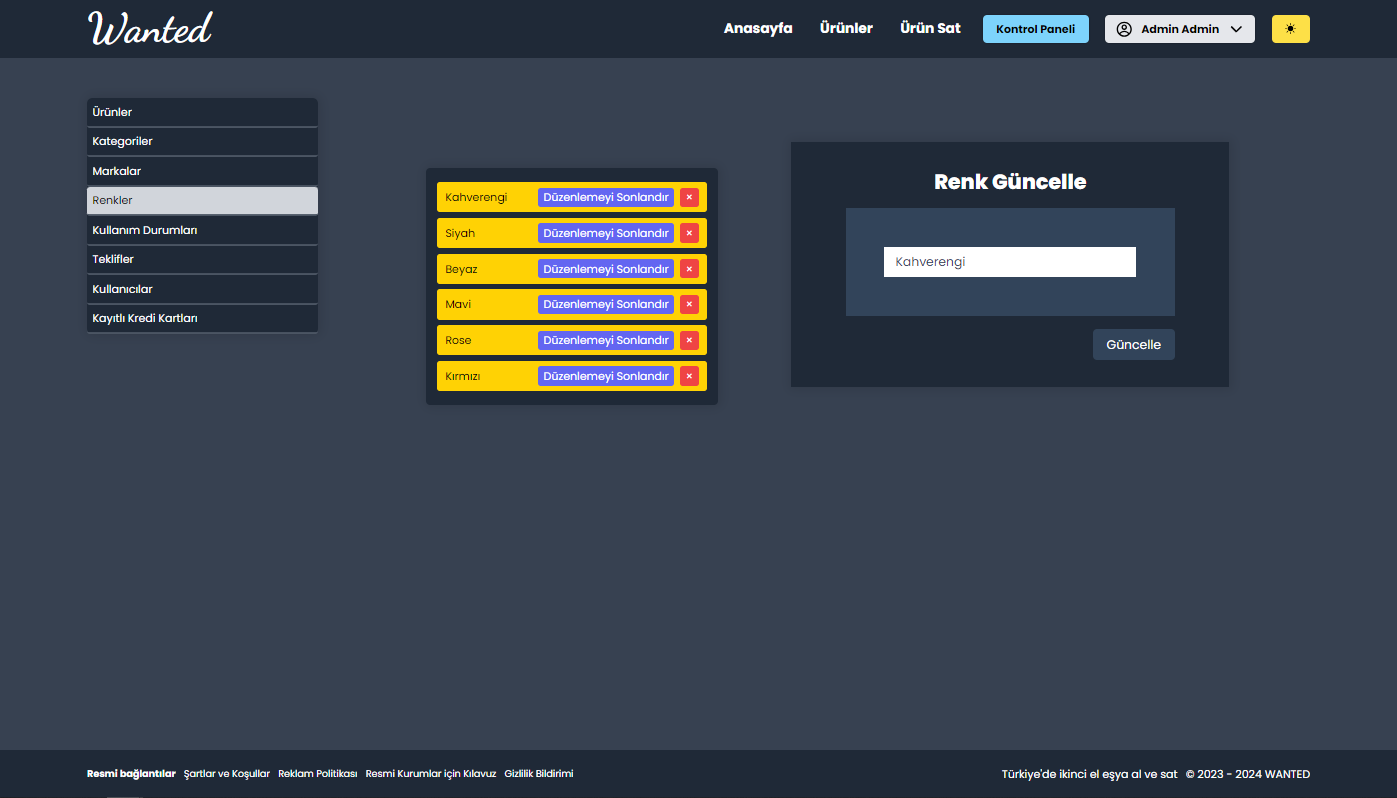 Wanted
Anasayfa Ürünler Ürün Sat Kontrol Paneli Admin Admin
Ürünler
Kategoriler
Markalar
Renkler
Kullanım Durumları
Teklifler
Kullanıcılar
Kayıtlı Kredi Kartları
Kahverengi Düzenlemeyi Sonlandır ×
Siyah Düzenlemeyi Sonlandır ×
Beyaz Düzenlemeyi Sonlandır ×
Mavi Düzenlemeyi Sonlandır ×
Rose Düzenlemeyi Sonlandır ×
Kırmızı Düzenlemeyi Sonlandır ×
Renk Güncelle
Kahverengi
Güncelle
Resmi bağlantılar Şartlar ve Koşullar Reklam Politikası Resmi Kurumlar için Kılavuz Gizlilik Bildirimi
Türkiye'de ikinci el eşya al ve sat © 2023 - 2024 WANTED